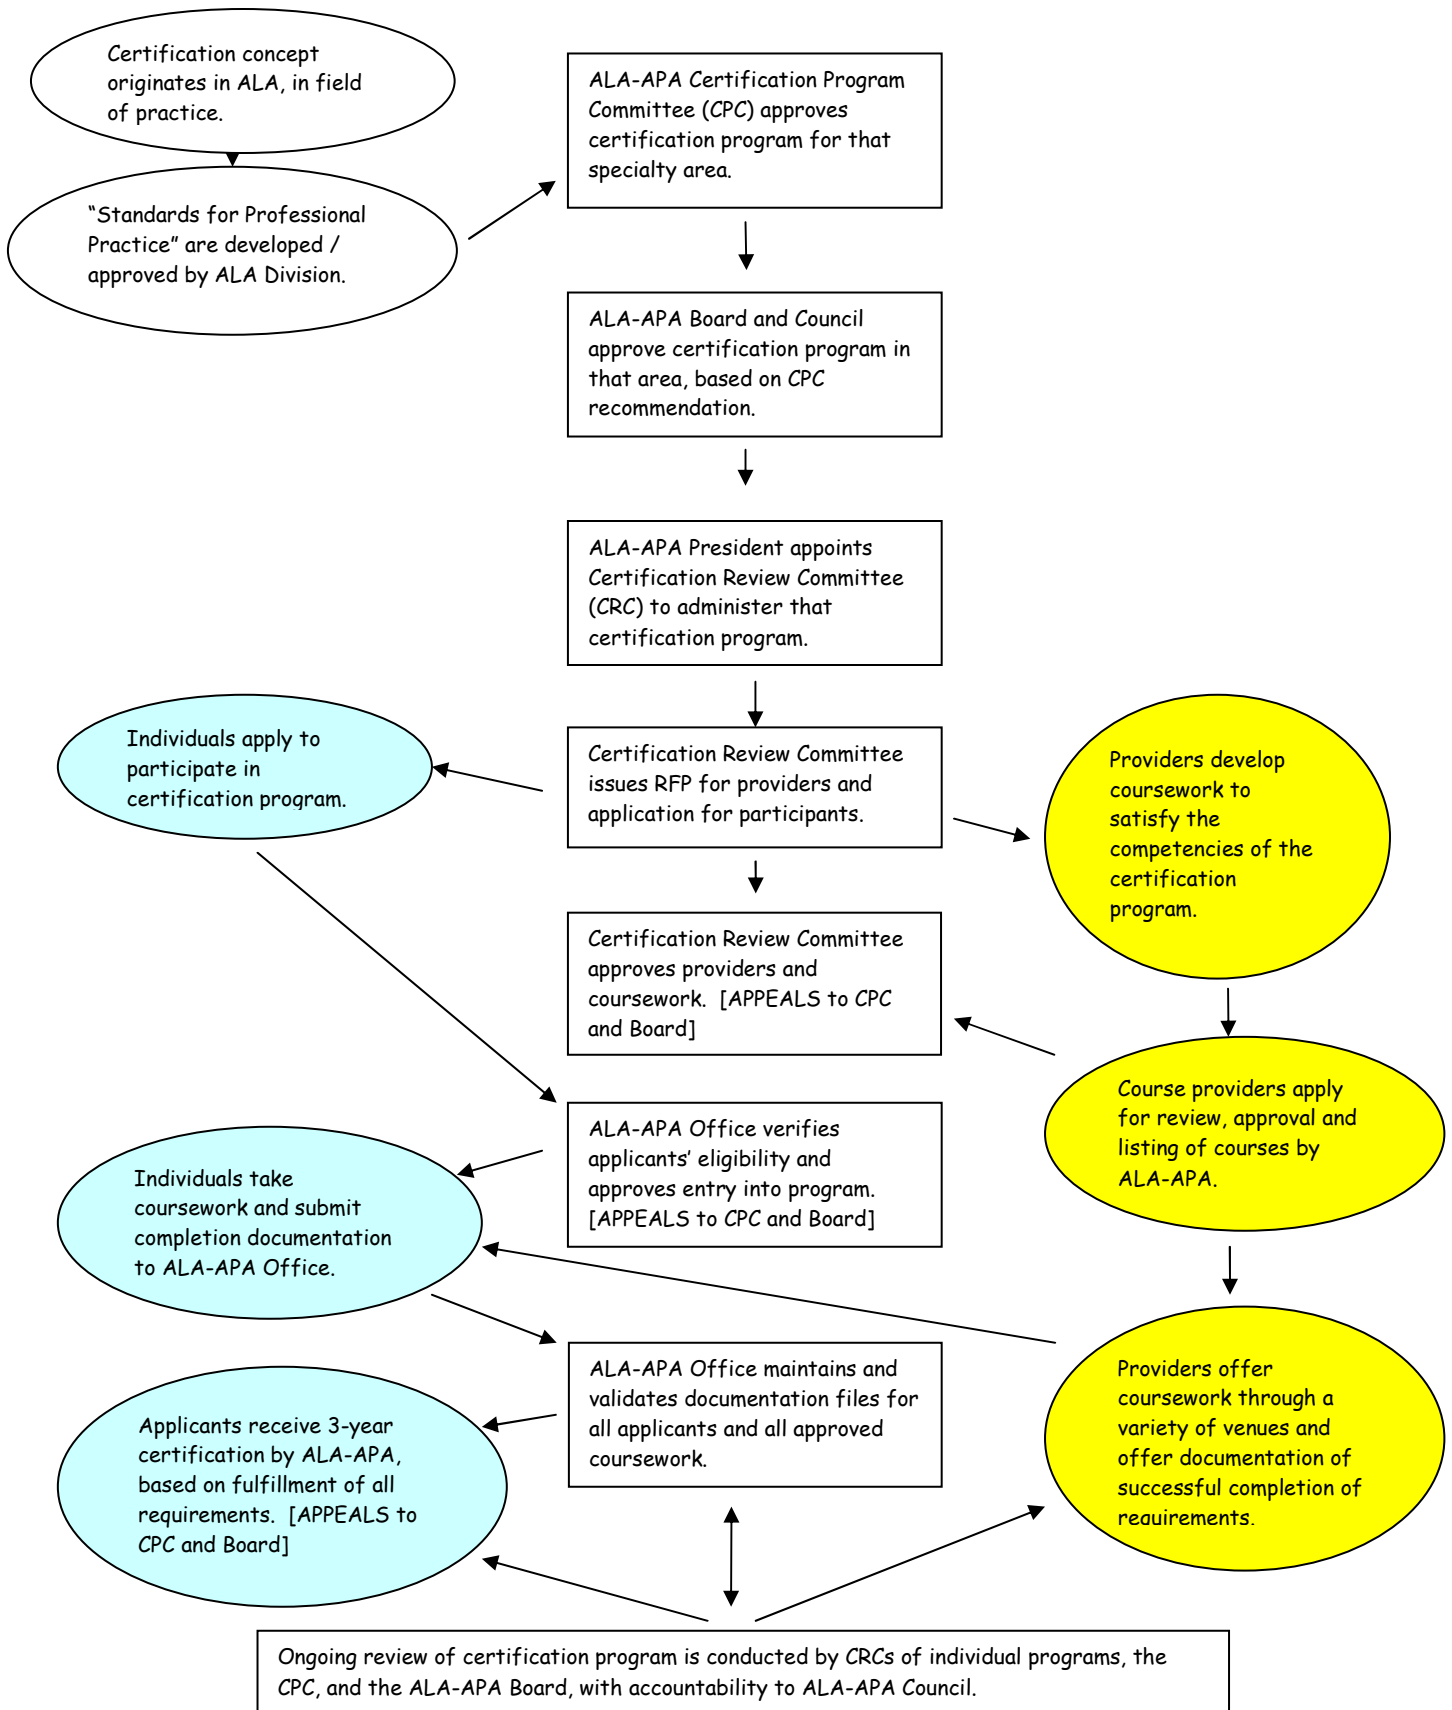 Certification concept
originates in ALA, in field
of practice.
“Standards for Professional
Practice” are developed /
approved by ALA Division.
ALA-APA Certification Program
Committee (CPC) approves
certification program for that
specialty area.
ALA-APA Board and Council
approve certification program in
that area, based on CPC
recommendation.
ALA-APA President appoints
Certification Review Committee
(CRC) to administer that
certification program.
Individuals apply to
participate in
certification program.
Certification Review Committee
issues RFP for providers and
application for participants.
Providers develop
coursework to
satisfy the
competencies of the
certification
program.
Certification Review Committee
approves providers and
coursework. [APPEALS to CPC
and Board]
Course providers apply
for review, approval and
listing of courses by
ALA-APA.
ALA-APA Office verifies
applicants’ eligibility and
approves entry into program.
[APPEALS to CPC and Board]
Individuals take
coursework and submit
completion documentation
to ALA-APA Office.
ALA-APA Office maintains and
validates documentation files for
all applicants and all approved
coursework.
Providers offer
coursework through a
variety of venues and
offer documentation of
successful completion of
requirements.
Applicants receive 3-year
certification by ALA-APA,
based on fulfillment of all
requirements. [APPEALS to
CPC and Board]
Ongoing review of certification program is conducted by CRCs of individual programs, the
CPC, and the ALA-APA Board, with accountability to ALA-APA Council.